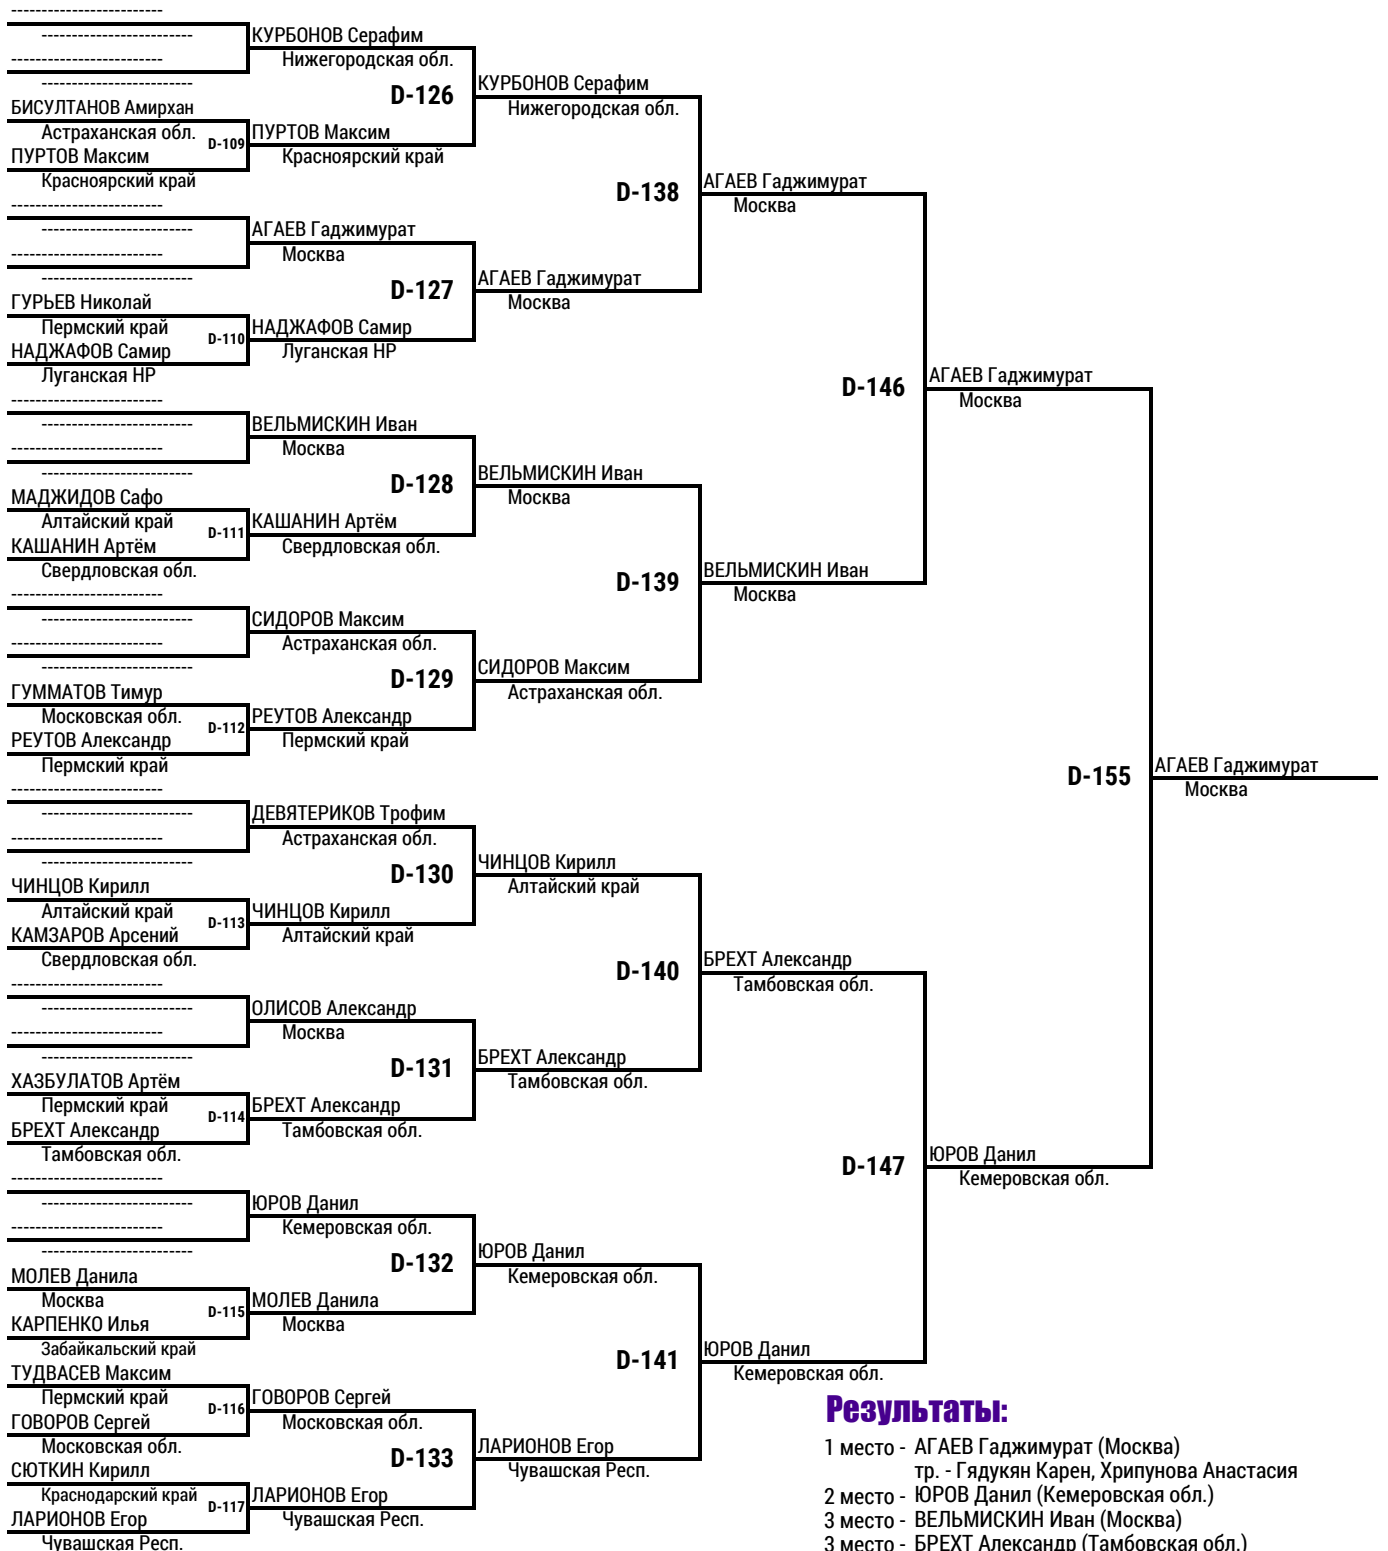 -------------------------
-------------------------
КУРБОНОВ Серафим
-------------------------
Нижегородская обл.
-------------------------
D-126
КУРБОНОВ Серафим
Нижегородская обл.
БИСУЛТАНОВ Амирхан
Астраханская обл.
D-109
ПУРТОВ Максим
ПУРТОВ Максим
Красноярский край
Красноярский край
D-138
АГАЕВ Гаджимурат
Москва
-------------------------
-------------------------
АГАЕВ Гаджимурат
-------------------------
Москва
-------------------------
D-127
АГАЕВ Гаджимурат
Москва
ГУРЬЕВ Николай
Пермский край
D-110
НАДЖАФОВ Самир
НАДЖАФОВ Самир
Луганская НР
Луганская НР
D-146
АГАЕВ Гаджимурат
Москва
-------------------------
-------------------------
ВЕЛЬМИСКИН Иван
-------------------------
Москва
-------------------------
D-128
ВЕЛЬМИСКИН Иван
Москва
МАДЖИДОВ Сафо
Алтайский край
D-111
КАШАНИН Артём
КАШАНИН Артём
Свердловская обл.
Свердловская обл.
D-139
ВЕЛЬМИСКИН Иван
Москва
-------------------------
-------------------------
СИДОРОВ Максим
-------------------------
Астраханская обл.
-------------------------
D-129
СИДОРОВ Максим
Астраханская обл.
ГУММАТОВ Тимур
Московская обл.
D-112
РЕУТОВ Александр
РЕУТОВ Александр
Пермский край
Пермский край
D-155
АГАЕВ Гаджимурат
Москва
-------------------------
-------------------------
ДЕВЯТЕРИКОВ Трофим
-------------------------
Астраханская обл.
-------------------------
D-130
ЧИНЦОВ Кирилл
Алтайский край
ЧИНЦОВ Кирилл
Алтайский край
D-113
ЧИНЦОВ Кирилл
КАМЗАРОВ Арсений
Алтайский край
Свердловская обл.
D-140
БРЕХТ Александр
Тамбовская обл.
-------------------------
-------------------------
ОЛИСОВ Александр
-------------------------
Москва
-------------------------
D-131
БРЕХТ Александр
Тамбовская обл.
ХАЗБУЛАТОВ Артём
Пермский край
D-114
БРЕХТ Александр
БРЕХТ Александр
Тамбовская обл.
Тамбовская обл.
D-147
ЮРОВ Данил
Кемеровская обл.
-------------------------
-------------------------
ЮРОВ Данил
-------------------------
Кемеровская обл.
-------------------------
D-132
ЮРОВ Данил
Кемеровская обл.
МОЛЕВ Данила
Москва
D-115
МОЛЕВ Данила
КАРПЕНКО Илья
Москва
Забайкальский край
D-141
ЮРОВ Данил
Кемеровская обл.
ТУДВАСЕВ Максим
Пермский край
D-116
ГОВОРОВ Сергей
ГОВОРОВ Сергей
Московская обл.
Московская обл.
D-133
ЛАРИОНОВ Егор
Чувашская Респ.
СЮТКИН Кирилл
Краснодарский край
D-117
ЛАРИОНОВ Егор
ЛАРИОНОВ Егор
Чувашская Респ.
Чувашская Респ.
Результаты:
1 место - АГАЕВ Гаджимурат (Москва)
тр. - Гядукян Карен, Хрипунова Анастасия
2 место - ЮРОВ Данил (Кемеровская обл.)
3 место - ВЕЛЬМИСКИН Иван (Москва)
3 место - БРЕХТ Александр (Тамбовская обл.)